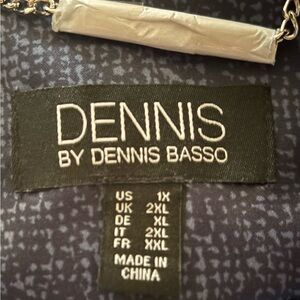 DENNIS
BY DENNIS BASSO
US 1X
UK 2XL
DE XL
IT 2XL
FR XXL
MADE IN
CHINA